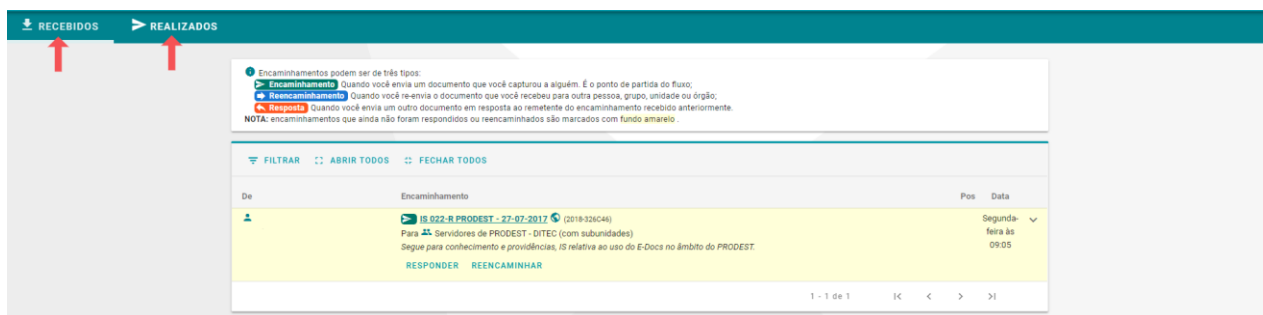 RECEBIDOS REALIZADOS
Encaminhamentos podem ser de três tipos:
Encaminhamento Quando você envia um documento que você capturou a alguém. É o ponto de partida do fluxo;
Reencaminhamento Quando você re-envia o documento que você recebeu para outra pessoa, grupo, unidade ou órgão;
Resposta Quando você envia um outro documento em resposta ao remetente do encaminhamento recebido anteriormente.
NOTA: encaminhamentos que ainda não foram respondidos ou reencaminhados são marcados com fundo amarelo .
FILTRAR ABRIR TODOS FECHAR TODOS
De Encaminhamento Pos Data
IS 022-R PRODEST - 27-07-2017 (2018-326C46) Segunda-
Para Servidores de PRODEST - DITEC (com subunidades) feira às
Segue para conhecimento e providências, IS relativa ao uso do E-Docs no âmbito do PRODEST. 09:05
RESPONDER REENCAMINHAR
1 - 1 de 1